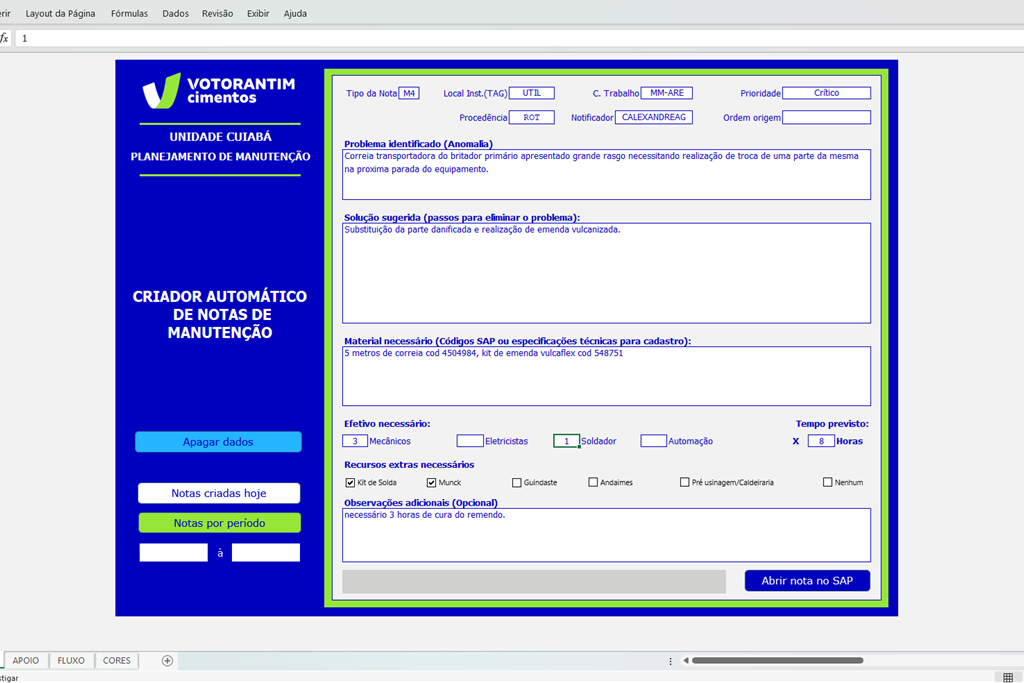 Layout da Página Fórmulas Dados Revisão Exibir Ajuda
fx 1
VOTORANTIM
cimentos
UNIDADE CUIABÁ
PLANEJAMENTO DE MANUTENÇÃO
CRIADOR AUTOMÁTICO
DE NOTAS DE
MANUTENÇÃO
Apagar dados
Notas criadas hoje
Notas por período
à
Tipo da Nota M4 Local Inst.(TAG) UTIL C. Trabalho MM-ARE Prioridade Crítico
Procedência ROT Notificador CALEXANDREAG Ordem origem
Problema identificado (Anomalia)
Correia transportadora do britador primário apresentado grande rasgo necessitando realização de troca de uma parte da mesma
na proxima parada do equipamento.
Solução sugerida (passos para eliminar o problema):
Substituição da parte danificada e realização de emenda vulcanizada.
Material necessário (Códigos SAP ou especificações técnicas para cadastro):
5 metros de correia cod 4504984, kit de emenda vulcaflex cod 548751
Efetivo necessário: Tempo previsto:
3 Mecânicos Eletricistas 1 Soldador Automação X 8 Horas
Recursos extras necessários
Kit de Solda Munck Guindaste Andaimes Pré usinagem/Caldeiraria Nenhum
Observações adicionais (Opcional)
necessário 3 horas de cura do remendo.
Abrir nota no SAP
APOIO FLUXO CORES